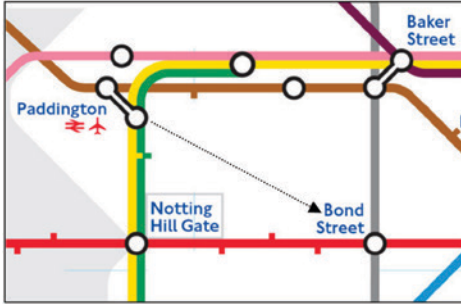 Baker
Street
Paddington
Notting
Hill Gate
Bond
Street